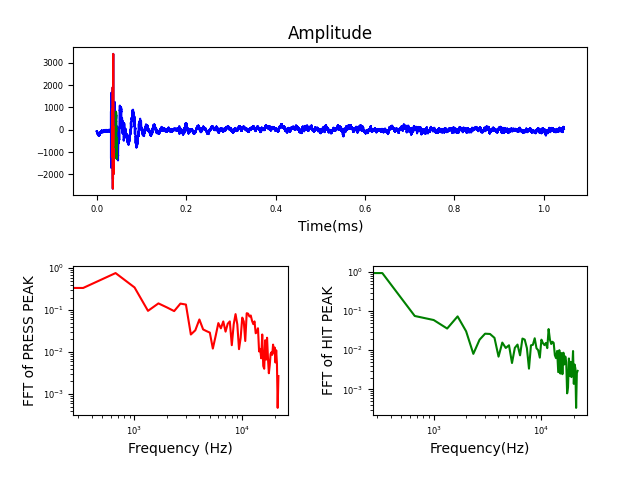 Amplitude
3000
2000
1000
0
−1000
−2000
0.0 0.2 0.4 0.6 0.8 1.0
Time(ms)
FFT of PRESS PEAK
10⁰
10⁻¹
10⁻²
10⁻³
10³ 10⁴
Frequency (Hz)
FFT of HIT PEAK
10⁰
10⁻¹
10⁻²
10⁻³
10³ 10⁴
Frequency(Hz)